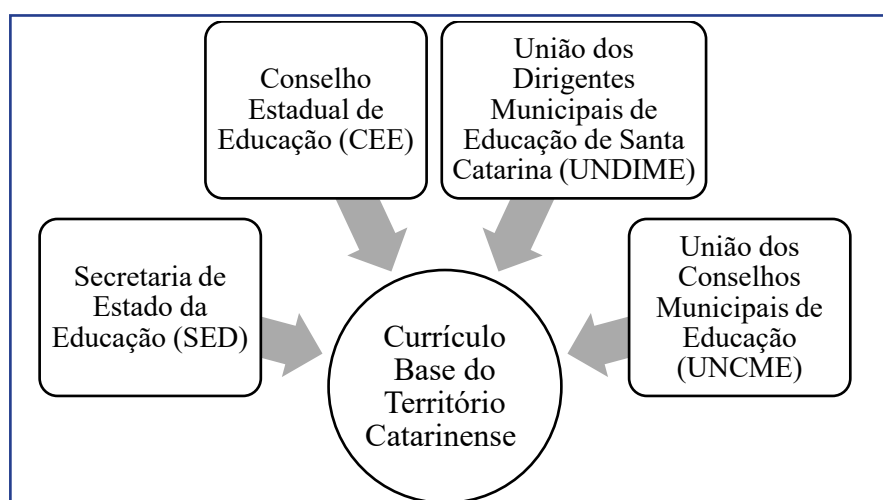 Conselho
Estadual de
Educação (CEE)
União dos
Dirigentes
Municipais de
Educação de Santa
Catarina (UNDIME)
Secretaria de
Estado da
Educação (SED)
União dos
Conselhos
Municipais de
Educação
(UNCME)
Currículo
Base do
Território
Catarinense